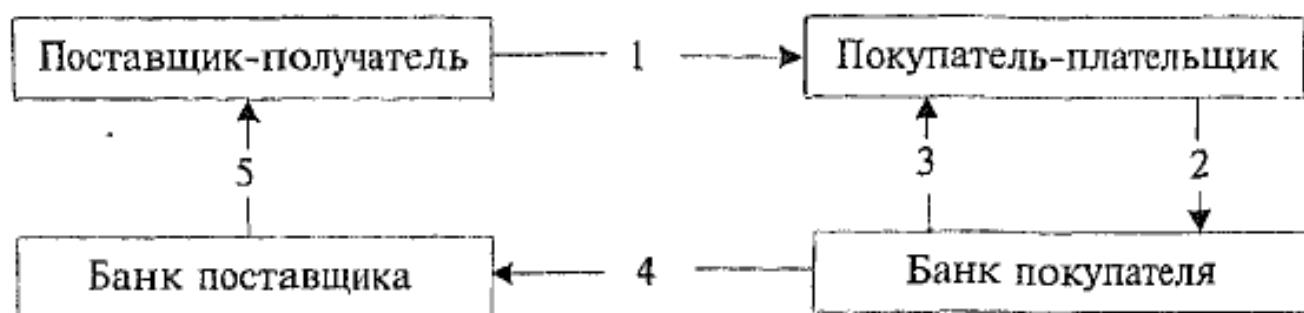 Поставщик-получатель 1 Покупатель-плательщик
5 3 2
Банк поставщика 4 Банк покупателя